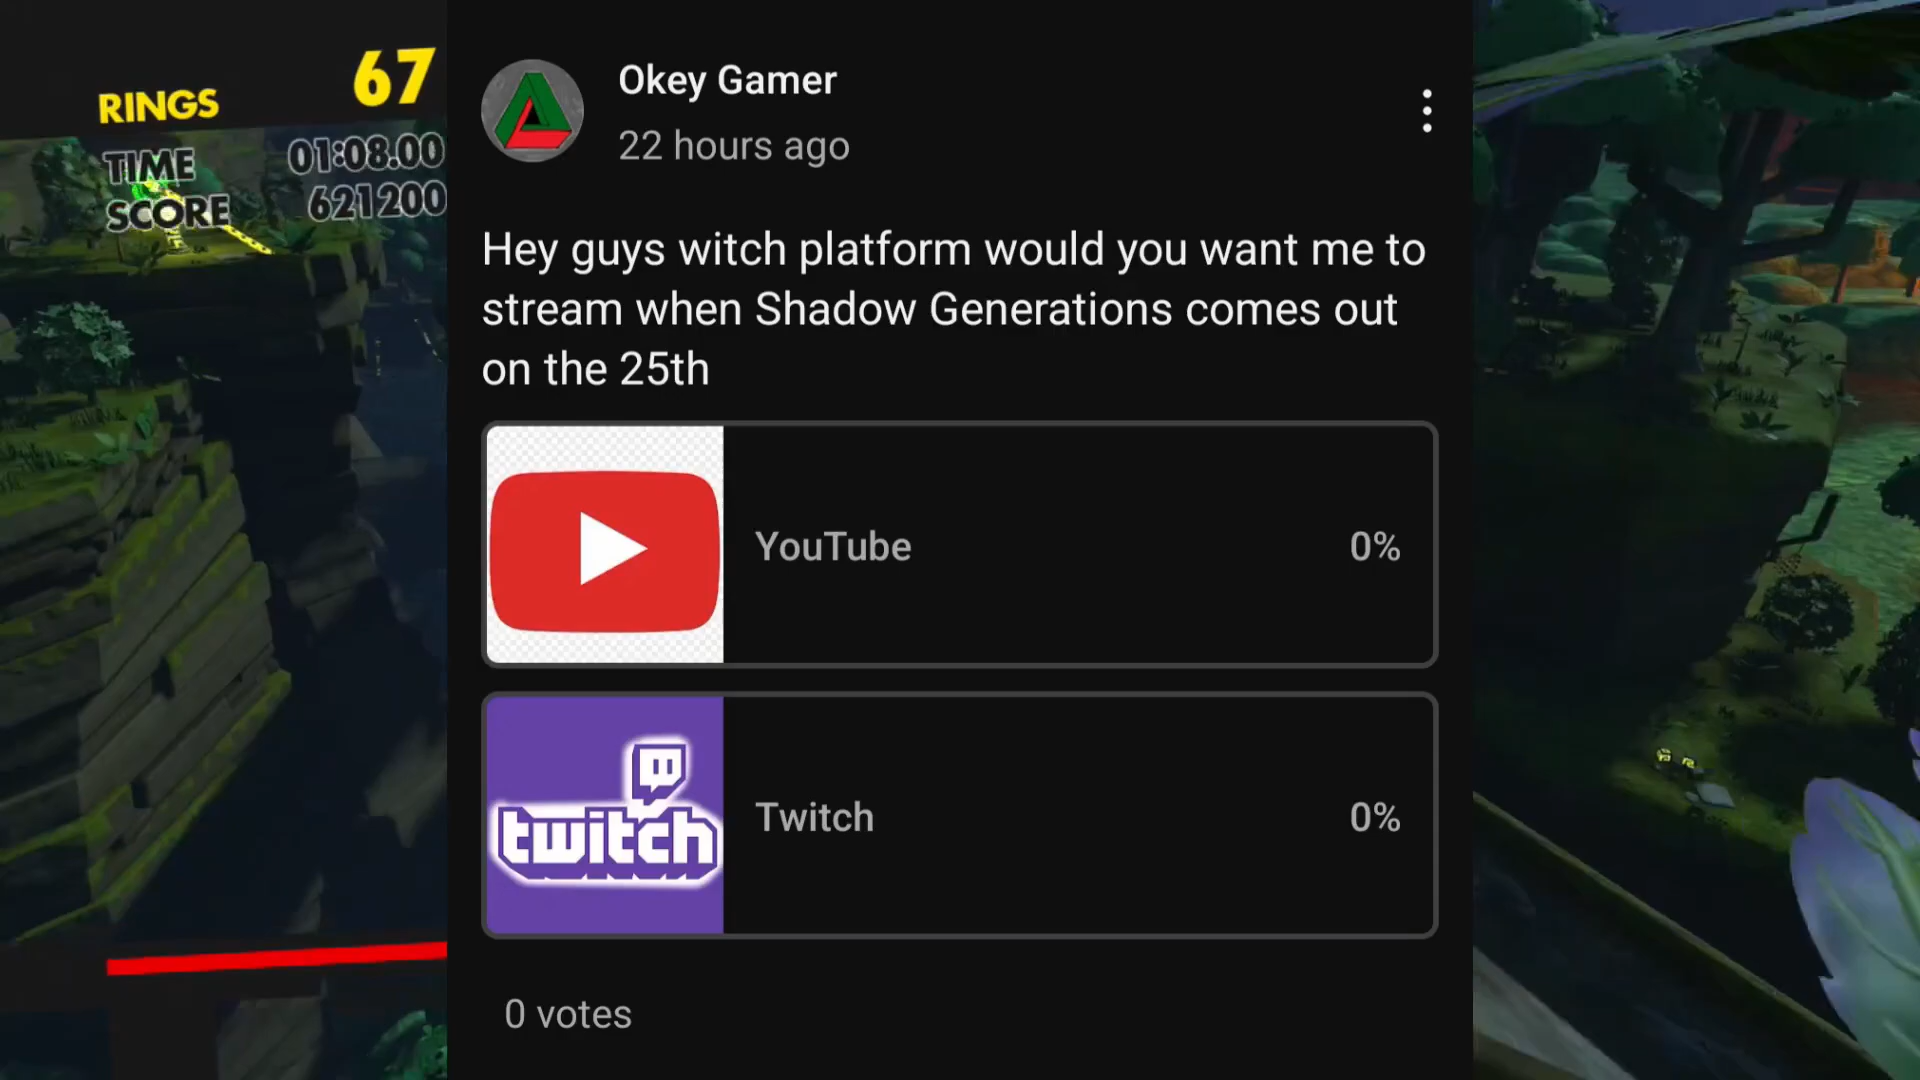 RINGS 67
TIME 01:08.00
SCORE 621200
Okey Gamer
22 hours ago
Hey guys witch platform would you want me to
stream when Shadow Generations comes out
on the 25th
YouTube 0%
twitch
Twitch 0%
0 votes